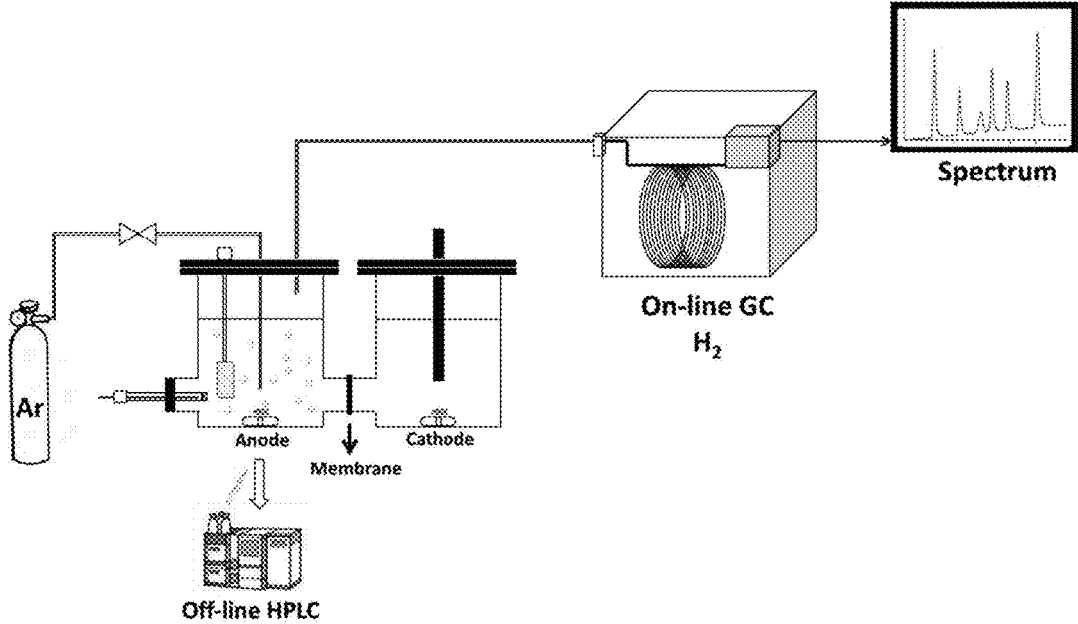 Spectrum
On-line GC
H₂
Ar
Anode
Cathode
Membrane
Off-line HPLC